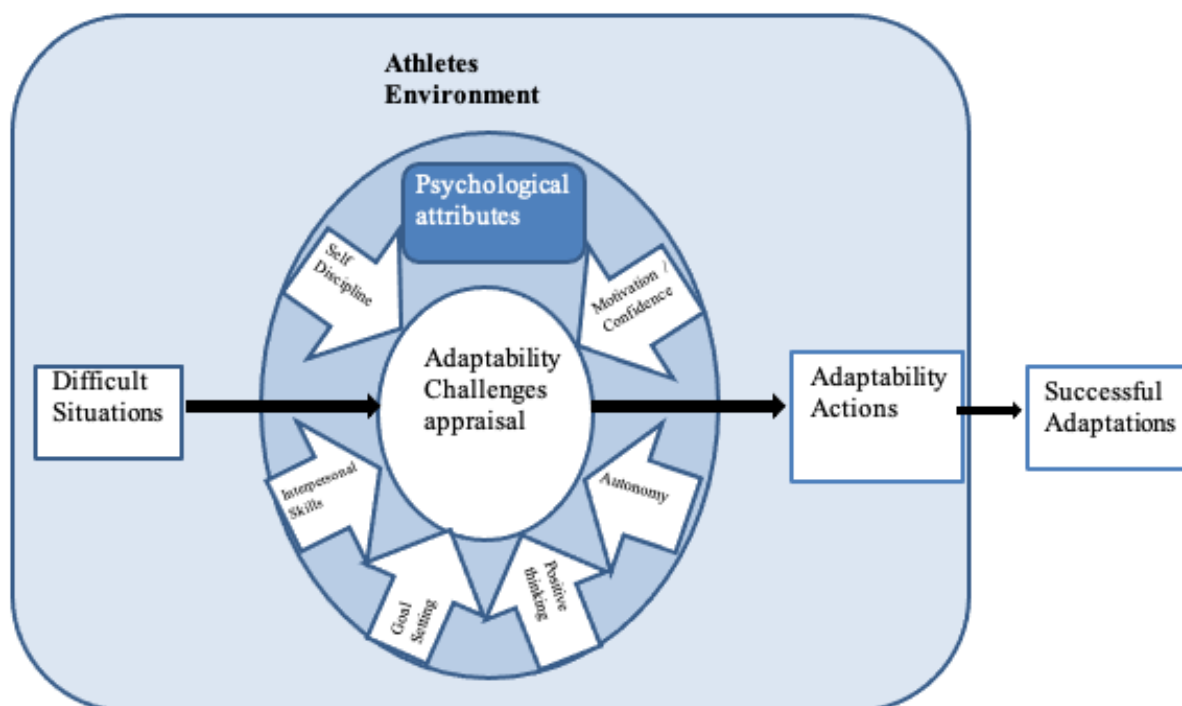 Athletes
Environment
Psychological
attributes
Self
Discipline
Motivation /
Confidence
Difficult
Situations
Adaptability
Challenges
appraisal
Adaptability
Actions
Successful
Adaptations
Interpersonal
Skills
Autonomy
Goal
Setting
Positive
thinking